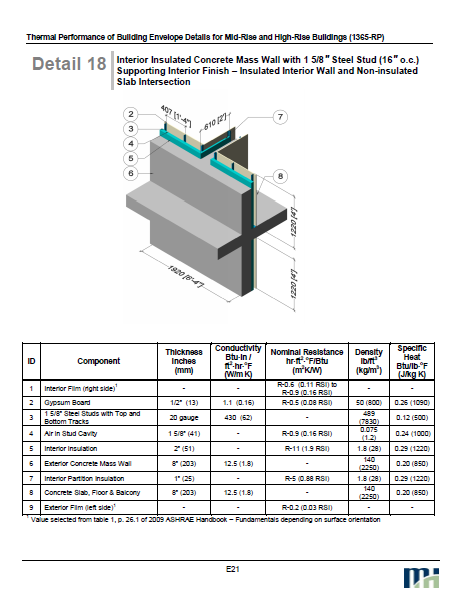 Thermal Performance of Building Envelope Details for Mid-Rise and High-Rise Buildings (1365-RP)
Detail 18
Interior Insulated Concrete Mass Wall with 1 5/8″ Steel Stud (16″ o.c.)
Supporting Interior Finish – Insulated Interior Wall and Non-insulated
Slab Intersection
407 [1'-4"]
610 [2']
2
3
4
5
6
7
8
1220 [4']
1220 [4']
1920 [6'-4"]
ID Component Thickness Inches (mm) Conductivity Btu·in / ft²·hr·°F (W/m K) Nominal Resistance hr·ft²·°F/Btu (m²K/W) Density lb/ft³ (kg/m³) Specific Heat Btu/lb·°F (J/kg K)
1 Interior Film (right side)¹ - - R-0.6 (0.11 RSI) to R-0.9 (0.16 RSI) - -
2 Gypsum Board 1/2" (13) 1.1 (0.16) R-0.5 (0.08 RSI) 50 (800) 0.26 (1090)
3 1 5/8" Steel Studs with Top and Bottom Tracks 20 gauge 430 (62) - 489 (7830) 0.12 (500)
4 Air in Stud Cavity 1 5/8" (41) - R-0.9 (0.16 RSI) 0.075 (1.2) 0.24 (1000)
5 Interior Insulation 2" (51) - R-11 (1.9 RSI) 1.8 (28) 0.29 (1220)
6 Exterior Concrete Mass Wall 8" (203) 12.5 (1.8) - 140 (2250) 0.20 (850)
7 Interior Partition Insulation 1" (25) - R-5 (0.88 RSI) 1.8 (28) 0.29 (1220)
8 Concrete Slab, Floor & Balcony 8" (203) 12.5 (1.8) - 140 (2250) 0.20 (850)
9 Exterior Film (left side)¹ - - R-0.2 (0.03 RSI) - -
¹ Value selected from table 1, p. 26.1 of 2009 ASHRAE Handbook – Fundamentals depending on surface orientation
E21
mh